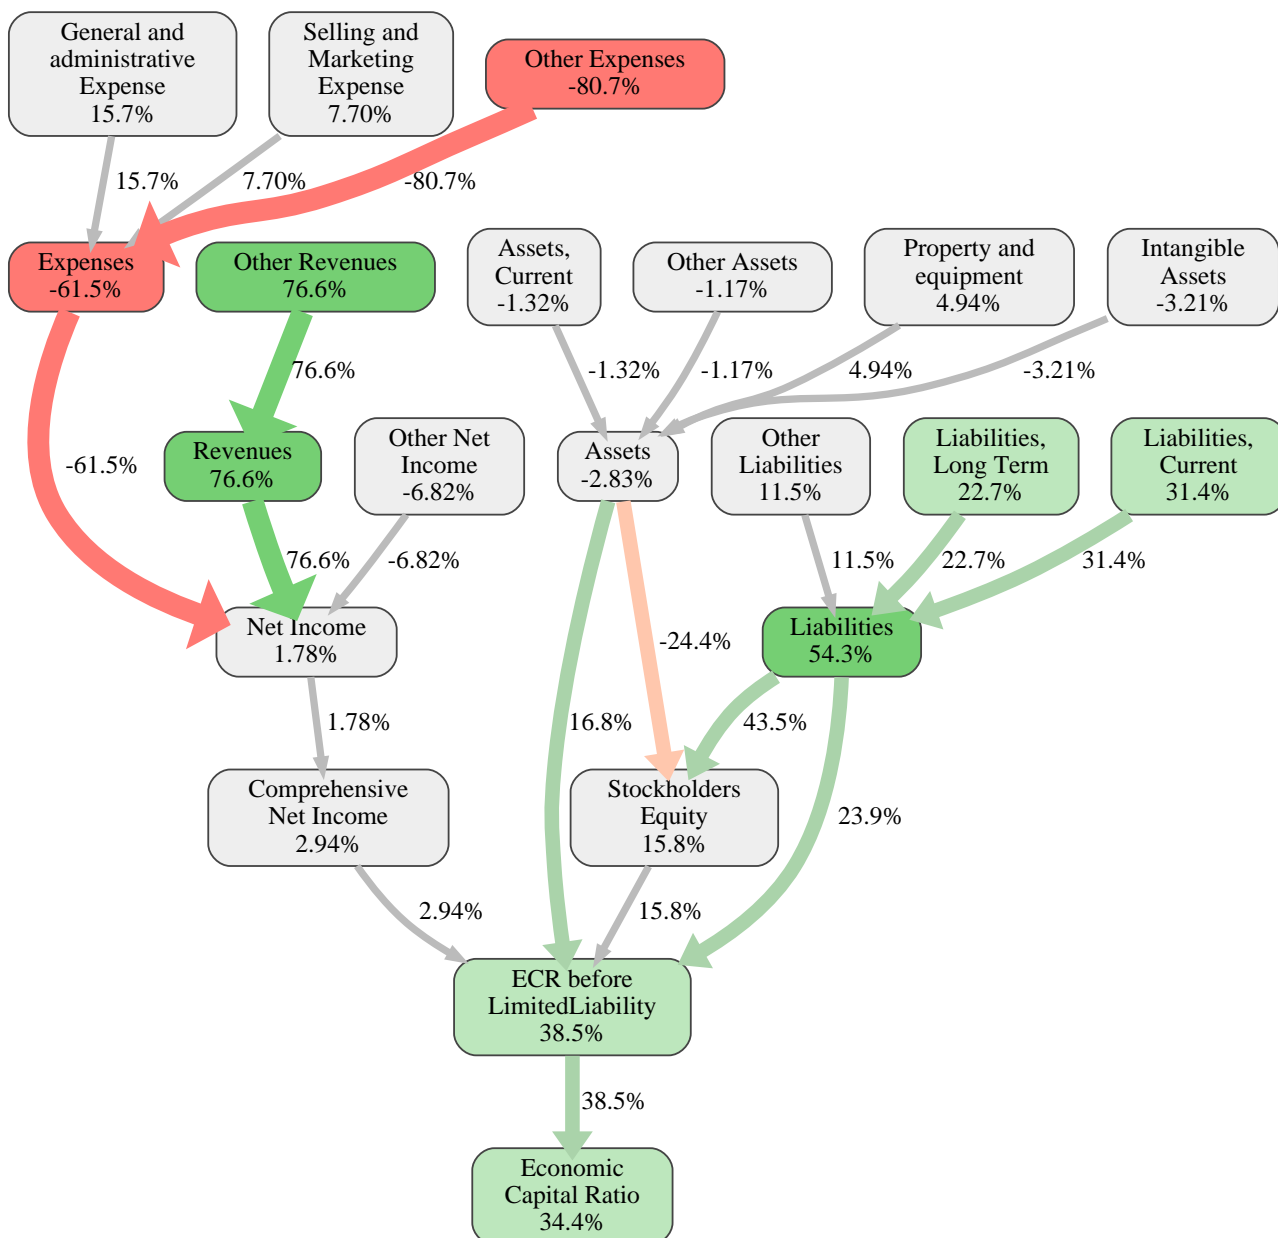 General and
administrative
Expense
15.7%
Selling and
Marketing
Expense
7.70%
Other Expenses
-80.7%
15.7%
7.70%
-80.7%
Expenses
-61.5%
Other Revenues
76.6%
Assets,
Current
-1.32%
Other Assets
-1.17%
Property and
equipment
4.94%
Intangible
Assets
-3.21%
76.6%
-1.32%
-1.17%
4.94%
-3.21%
-61.5%
Revenues
76.6%
Other Net
Income
-6.82%
Assets
-2.83%
Other
Liabilities
11.5%
Liabilities,
Long Term
22.7%
Liabilities,
Current
31.4%
76.6%
-6.82%
11.5%
22.7%
31.4%
Net Income
1.78%
-24.4%
Liabilities
54.3%
1.78%
16.8%
43.5%
Comprehensive
Net Income
2.94%
Stockholders
Equity
15.8%
23.9%
2.94%
15.8%
ECR before
LimitedLiability
38.5%
38.5%
Economic
Capital Ratio
34.4%